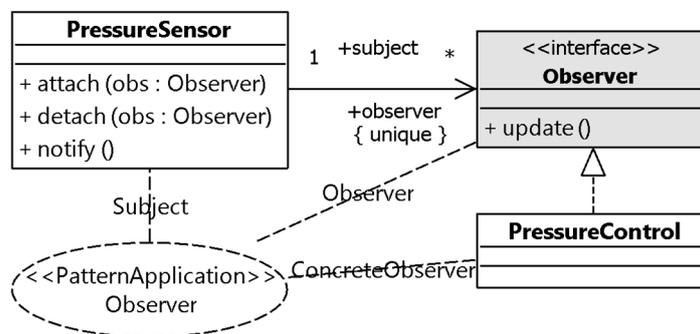 PressureSensor
+ attach (obs : Observer)
+ detach (obs : Observer)
+ notify ()
1
+subject
*
+observer
{ unique }
<<interface>>
Observer
+ update ()
Subject
Observer
PressureControl
ConcreteObserver
<<PatternApplication>>
Observer